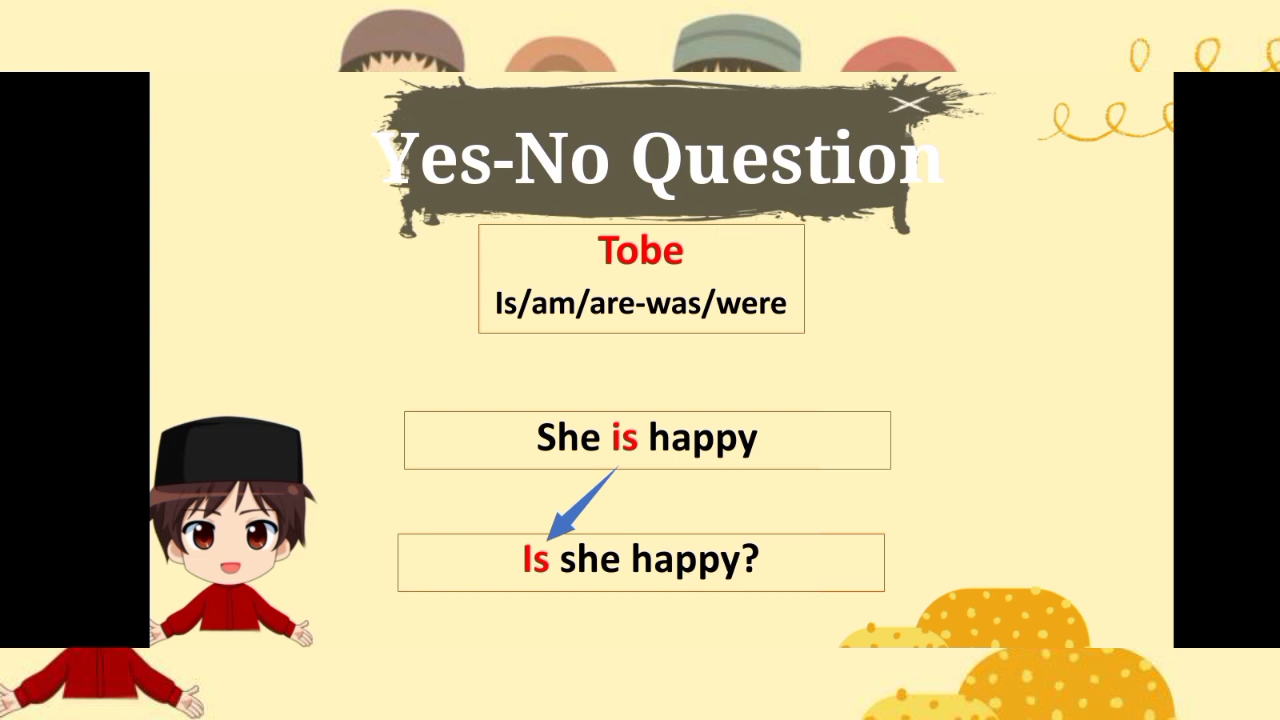 Yes-No Question
Tobe
Is/am/are-was/were
She is happy
Is she happy?